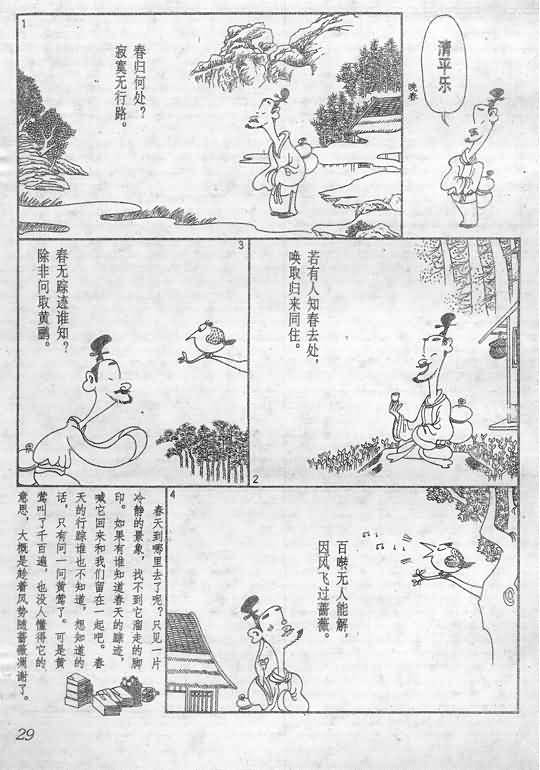 清平乐
晚春
1
春归何处?
寂寞无行路。
2
若有人知春去处,
唤取归来同住。
3
春无踪迹谁知?
除非问取黄鹂。
4
百啭无人能解,
因风飞过蔷薇。
春天到哪里去了呢?只见一片
冷静的景象,找不到它溜走的脚
印。如果有谁知道春天的踪迹,
喊它回来和我们留在一起吧。春
天的行踪谁也不知道,想知道的
话,只有问一问黄莺了。可是黄
莺叫了千百遍,也没人懂得它的
意思,大概是趁着风势随蔷薇凋谢了。
29